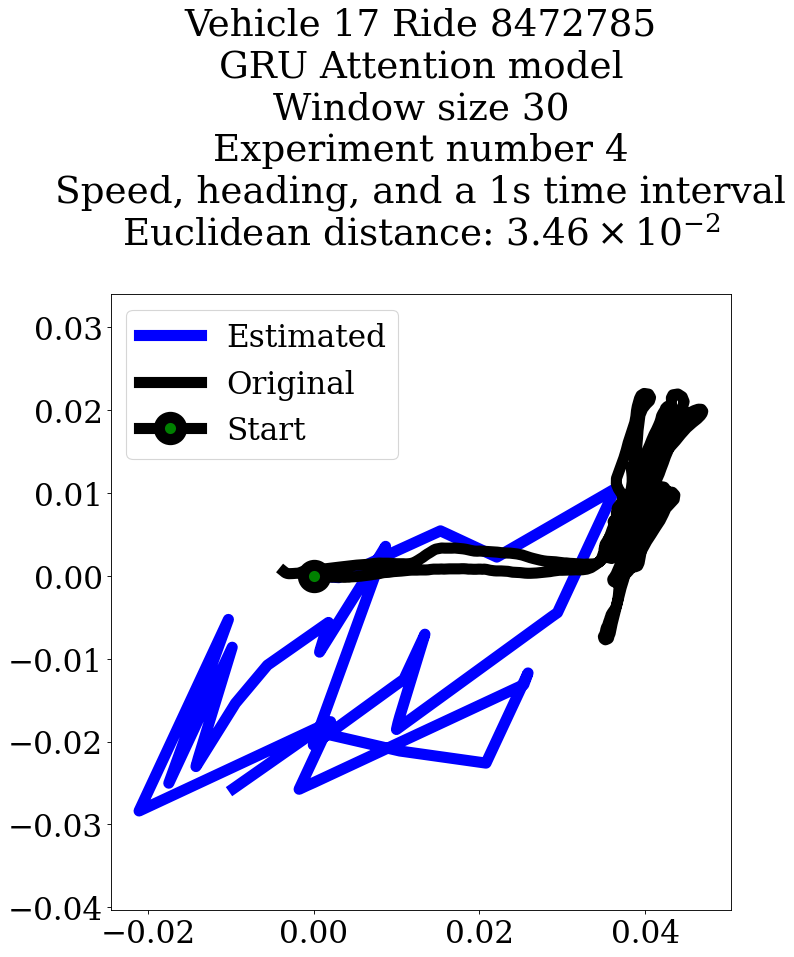 Vehicle 17 Ride 8472785
GRU Attention model
Window size 30
Experiment number 4
Speed, heading, and a 1s time interval
Euclidean distance: 3.46 × 10⁻²
Estimated
Original
Start
0.03
0.02
0.01
0.00
−0.01
−0.02
−0.03
−0.04
−0.02 0.00 0.02 0.04